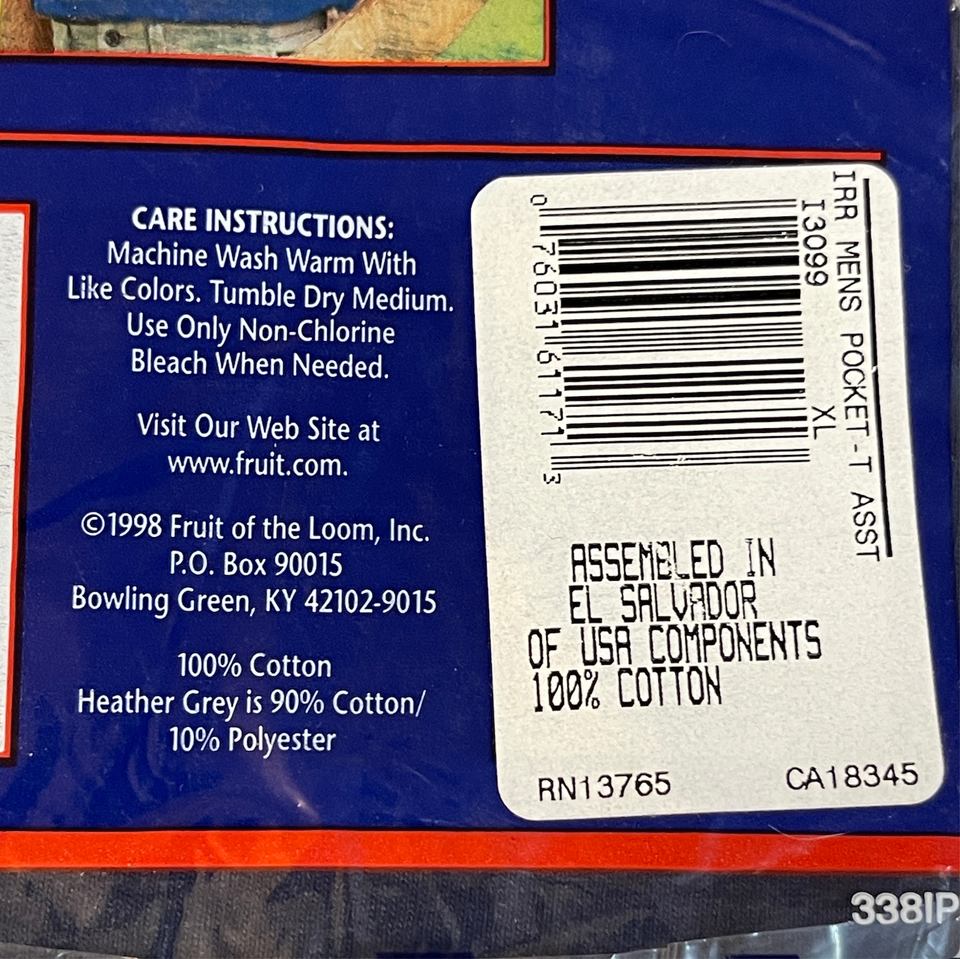 CARE INSTRUCTIONS:
Machine Wash Warm With
Like Colors. Tumble Dry Medium.
Use Only Non-Chlorine
Bleach When Needed.
Visit Our Web Site at
www.fruit.com.
©1998 Fruit of the Loom, Inc.
P.O. Box 90015
Bowling Green, KY 42102-9015
100% Cotton
Heather Grey is 90% Cotton/
10% Polyester
IRR MENS POCKET-T ASST
I3099 XL
0 76031 61171 3
ASSEMBLED IN
EL SALVADOR
OF USA COMPONENTS
100% COTTON
RN13765 CA18345
338IP